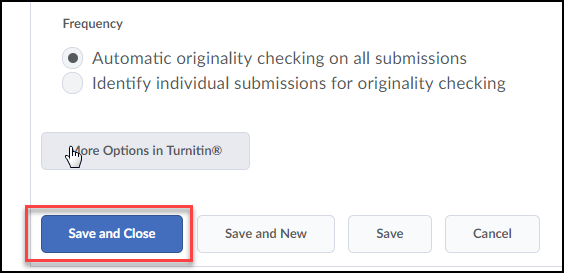 Frequency
Automatic originality checking on all submissions
Identify individual submissions for originality checking
More Options in Turnitin®
Save and Close Save and New Save Cancel